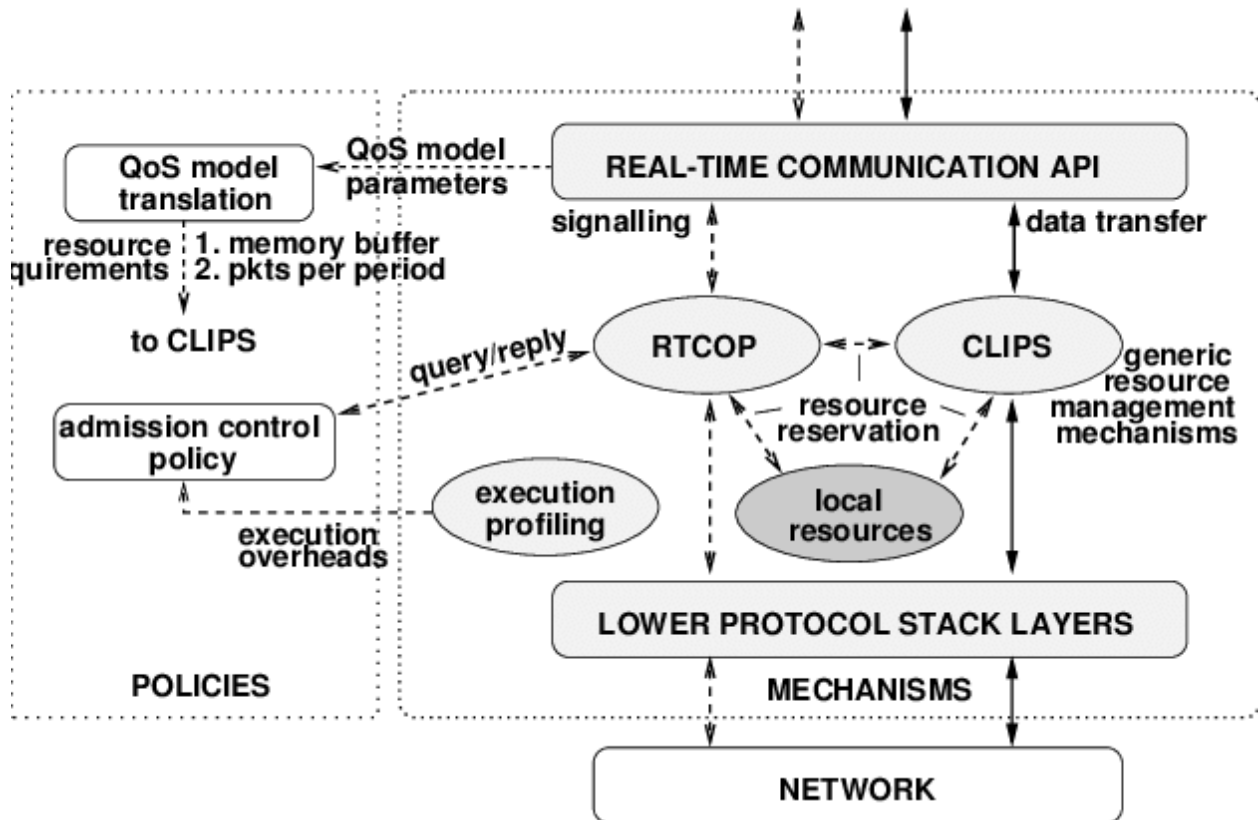 REAL-TIME COMMUNICATION API
QoS model
parameters
QoS model
translation
signalling
data transfer
resource
quirements
1. memory buffer
2. pkts per period
to CLIPS
query/reply
RTCOP
CLIPS
generic
resource
management
mechanisms
resource
reservation
admission control
policy
execution
profiling
local
resources
execution
overheads
LOWER PROTOCOL STACK LAYERS
POLICIES
MECHANISMS
NETWORK